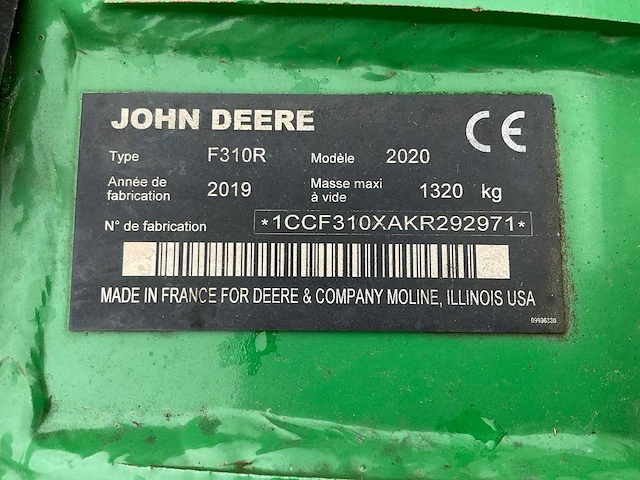 JOHN DEERE
CE
Type F310R Modèle 2020
Année de fabrication 2019 Masse maxi à vide 1320 kg
N° de fabrication *1CCF310XAKR292971*
MADE IN FRANCE FOR DEERE & COMPANY MOLINE, ILLINOIS USA